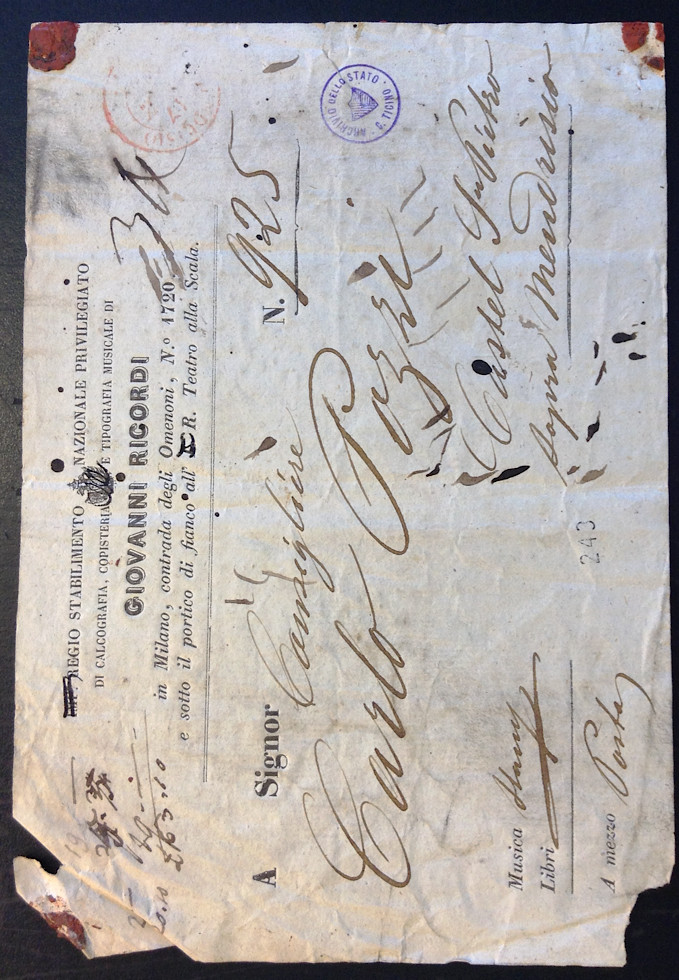 REGIO STABILIMENTO NAZIONALE PRIVILEGIATO
DI CALCOGRAFIA, COPISTERIA E TIPOGRAFIA MUSICALE DI
GIOVANNI RICORDI
in Milano, contrada degli Omenoni, N.º 1720
e sotto il portico di fianco all' R. Teatro alla Scala.
ARCHIVIO DELLO STATO
TICINO
N. 925
A Signor Consigliere
Carlo Pozzi
Castel S. Pietro
sopra Mendrisio
243
Musica
Libri
A mezzo Posta